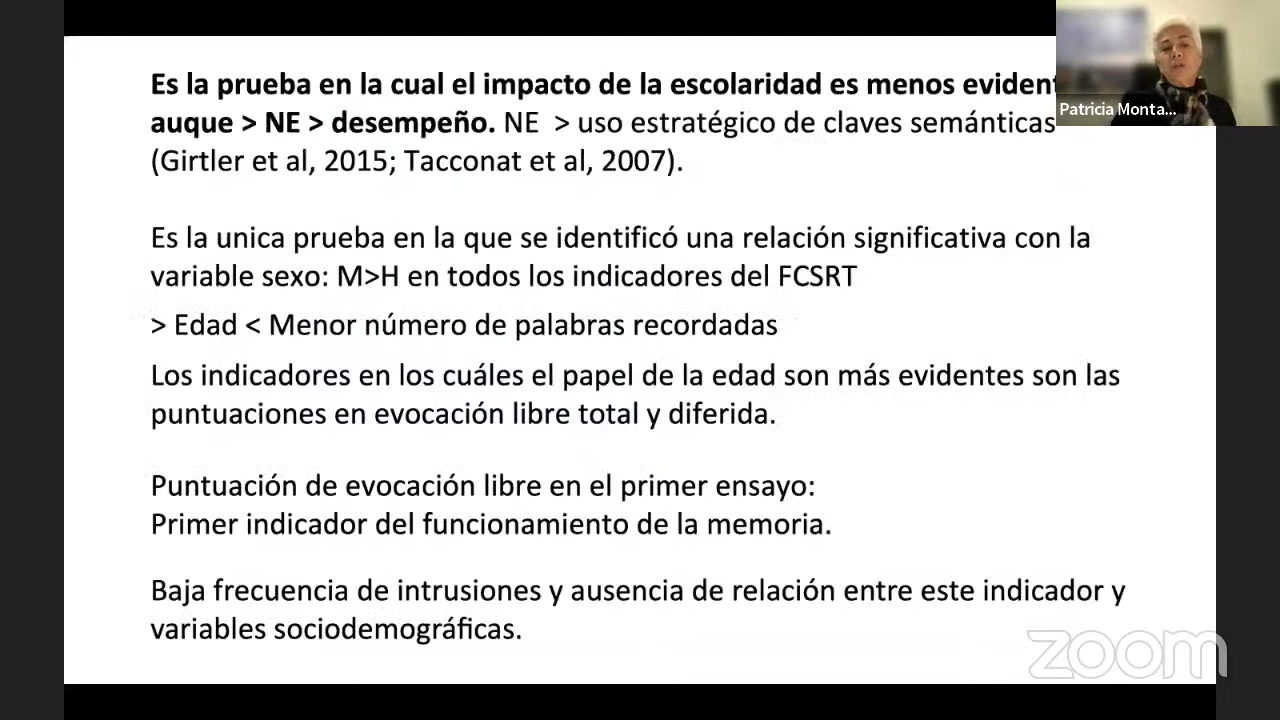 Es la prueba en la cual el impacto de la escolaridad es menos evident
auque > NE > desempeño. NE > uso estratégico de claves semánticas
(Girtler et al, 2015; Tacconat et al, 2007).
Es la unica prueba en la que se identificó una relación significativa con la
variable sexo: M>H en todos los indicadores del FCSRT
> Edad < Menor número de palabras recordadas
Los indicadores en los cuáles el papel de la edad son más evidentes son las
puntuaciones en evocación libre total y diferida.
Puntuación de evocación libre en el primer ensayo:
Primer indicador del funcionamiento de la memoria.
Baja frecuencia de intrusiones y ausencia de relación entre este indicador y
variables sociodemográficas.
Patricia Monta...
zoom